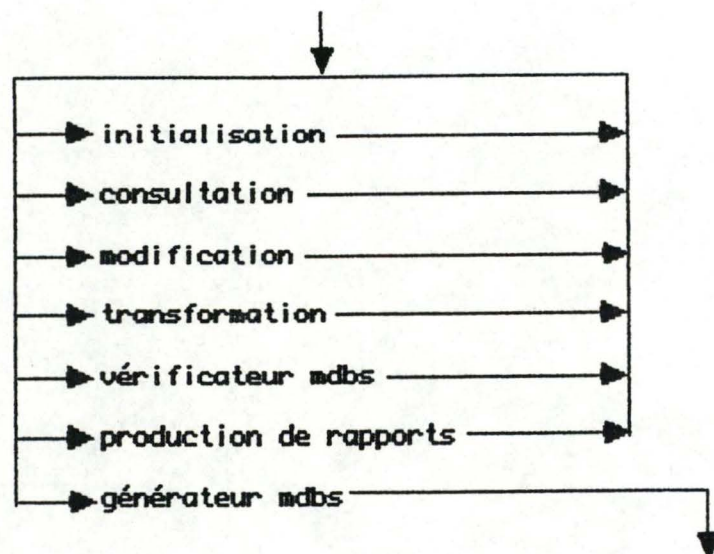 initialisation
consultation
modification
transformation
vérificateur mdbs
production de rapports
générateur mdbs